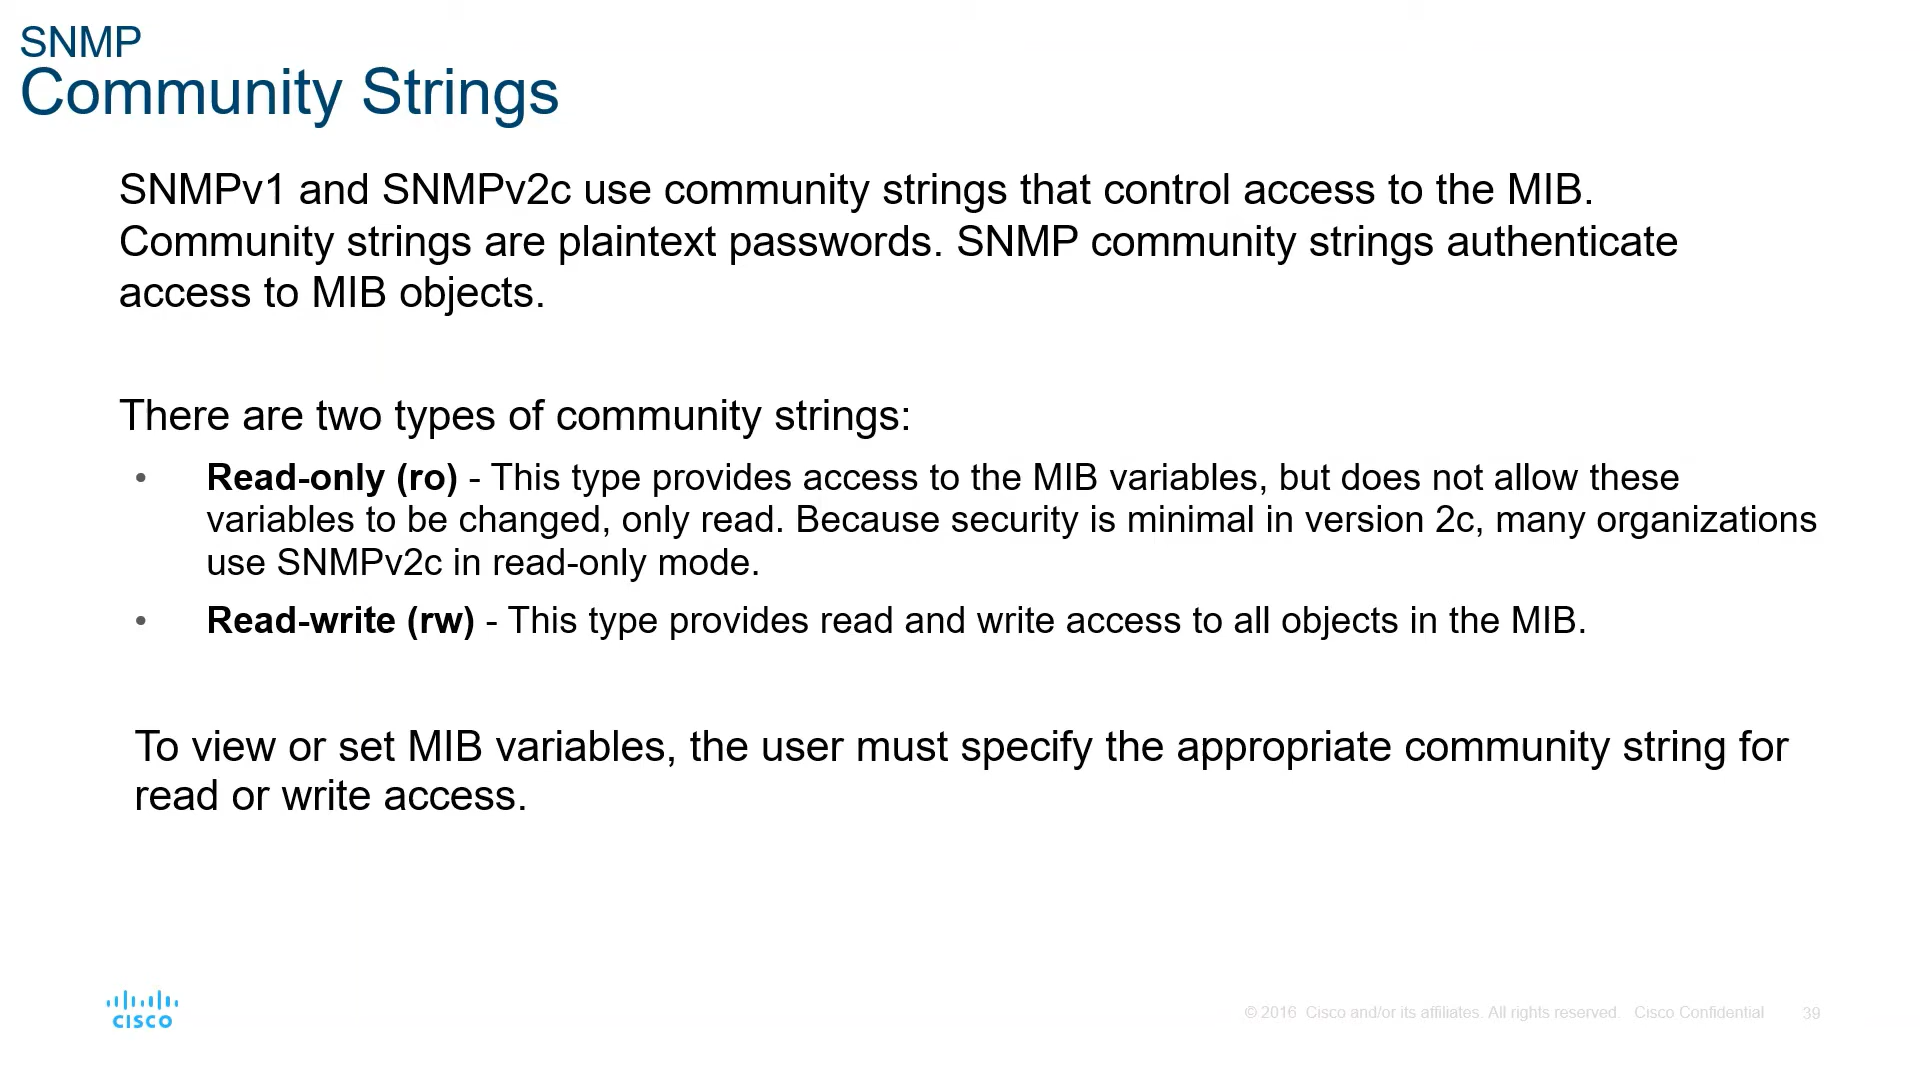 SNMP
Community Strings
SNMPv1 and SNMPv2c use community strings that control access to the MIB.
Community strings are plaintext passwords. SNMP community strings authenticate
access to MIB objects.
There are two types of community strings:
• Read-only (ro) - This type provides access to the MIB variables, but does not allow these
variables to be changed, only read. Because security is minimal in version 2c, many organizations
use SNMPv2c in read-only mode.
• Read-write (rw) - This type provides read and write access to all objects in the MIB.
To view or set MIB variables, the user must specify the appropriate community string for
read or write access.
CISCO
© 2016 Cisco and/or its affiliates. All rights reserved. Cisco Confidential 39